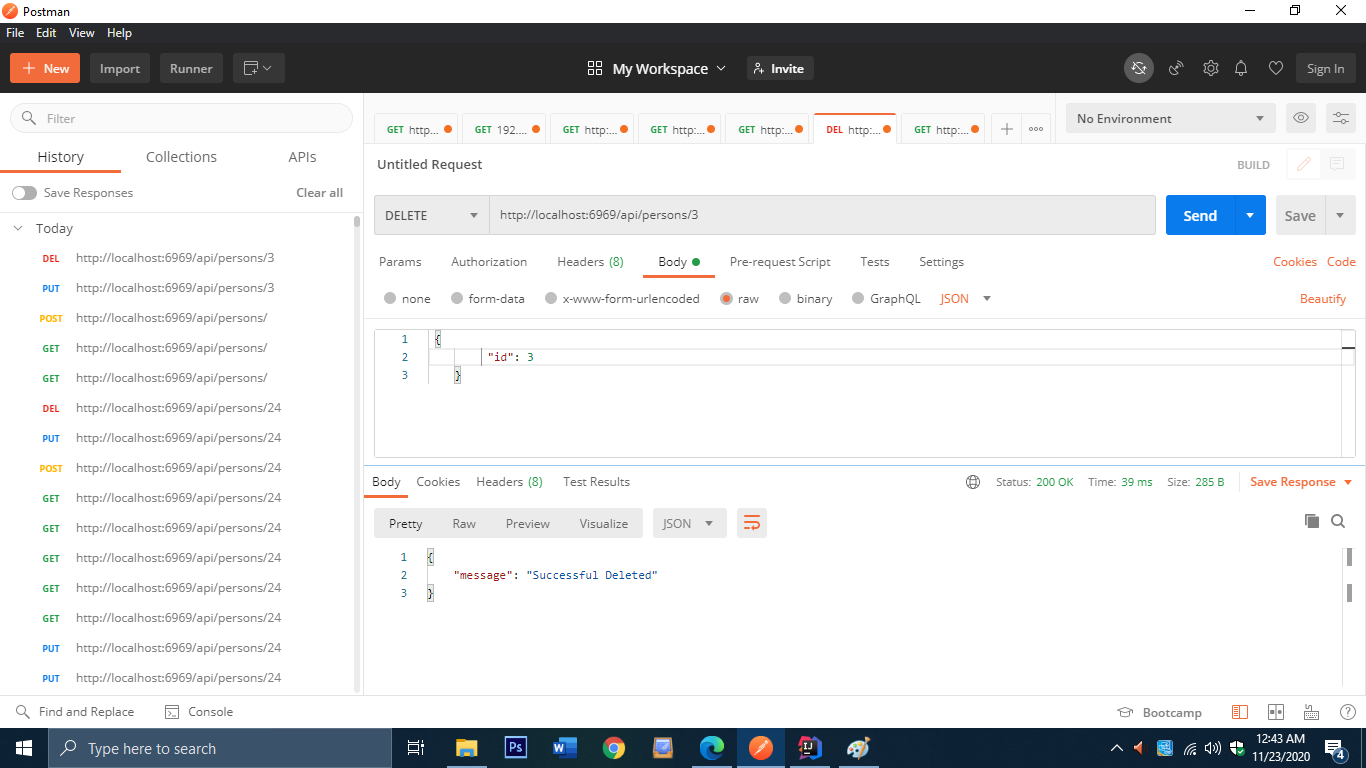 Postman
File Edit View Help
New Import Runner My Workspace Invite Sign In
Filter
GET http... GET 192.... GET http:... GET http:... GET http:... DEL http:... GET http:...
No Environment
History Collections APIs
Untitled Request BUILD
Save Responses Clear all
DELETE http://localhost:6969/api/persons/3 Send Save
Today
DEL http://localhost:6969/api/persons/3
PUT http://localhost:6969/api/persons/3
POST http://localhost:6969/api/persons/
GET http://localhost:6969/api/persons/
GET http://localhost:6969/api/persons/
DEL http://localhost:6969/api/persons/24
PUT http://localhost:6969/api/persons/24
POST http://localhost:6969/api/persons/24
GET http://localhost:6969/api/persons/24
GET http://localhost:6969/api/persons/24
GET http://localhost:6969/api/persons/24
GET http://localhost:6969/api/persons/24
GET http://localhost:6969/api/persons/24
PUT http://localhost:6969/api/persons/24
PUT http://localhost:6969/api/persons/24
Params Authorization Headers (8) Body Pre-request Script Tests Settings Cookies Code
none form-data x-www-form-urlencoded raw binary GraphQL JSON Beautify
1 {
2 "id": 3
3 }
Body Cookies Headers (8) Test Results Status: 200 OK Time: 39 ms Size: 285 B Save Response
Pretty Raw Preview Visualize JSON
1 {
2 "message": "Successful Deleted"
3 }
Find and Replace Console Bootcamp
Type here to search
Ps
W
IJ
12:43 AM
11/23/2020
4